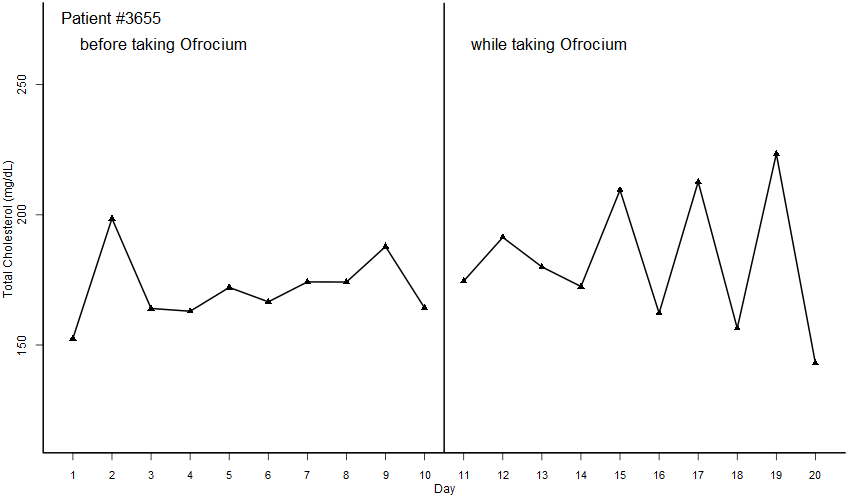 Patient #3655
before taking Ofrocium
while taking Ofrocium
Total Cholesterol (mg/dL)
250
200
150
1 2 3 4 5 6 7 8 9 10 11 12 13 14 15 16 17 18 19 20
Day